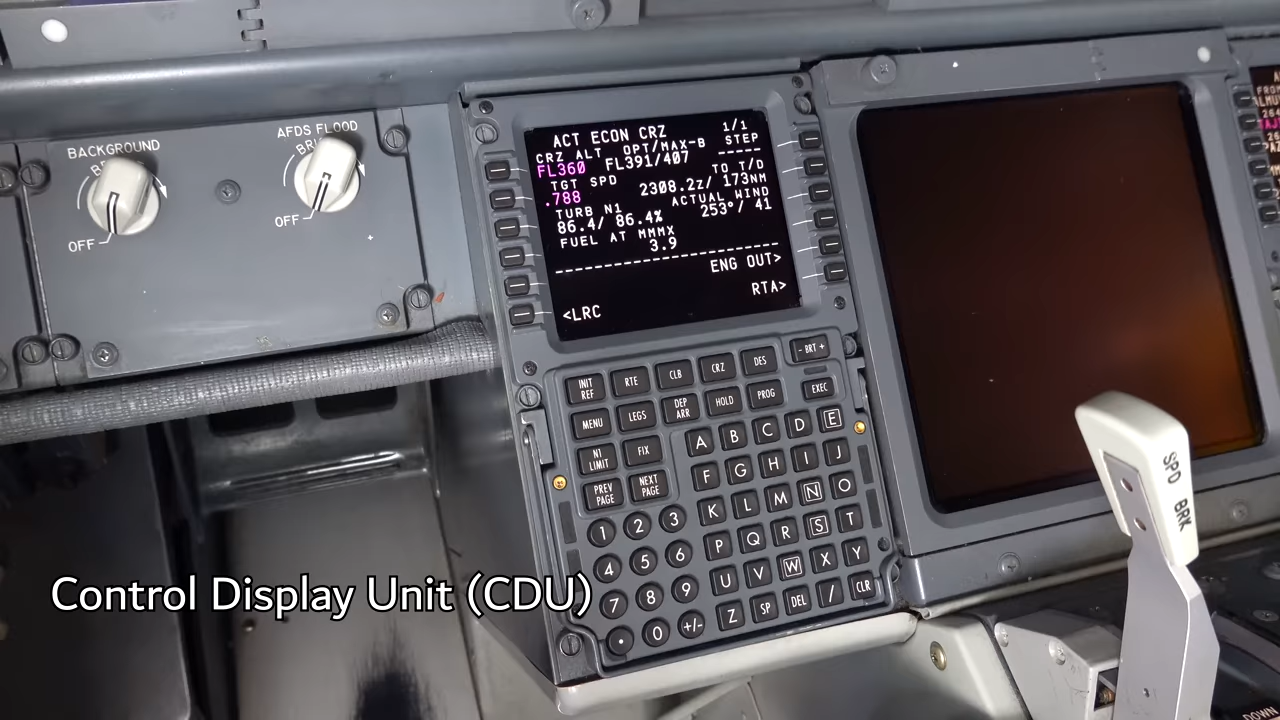 BACKGROUND
OFF
AFDS FLOOD
OFF
ACT ECON CRZ 1/1
CRZ ALT OPT/MAX-B STEP
FL360 FL391/407 -----
TGT SPD TO T/D
.788 2308.2z/ 173NM
TURB N1 ACTUAL WIND
86.4/ 86.4% 253°/ 41
FUEL AT MMMX
3.9
------------------------
ENG OUT>
RTA>
<LRC
INIT REF RTE CLB CRZ DES - BRT +
MENU LEGS DEP ARR HOLD PROG EXEC
N1 LIMIT FIX A B C D E
PREV PAGE NEXT PAGE F G H I J
1 2 3 K L M N O
4 5 6 P Q R S T
7 8 9 U V W X Y
. 0 +/- Z SP DEL / CLR
SPD BRK
DOWN
Control Display Unit (CDU)